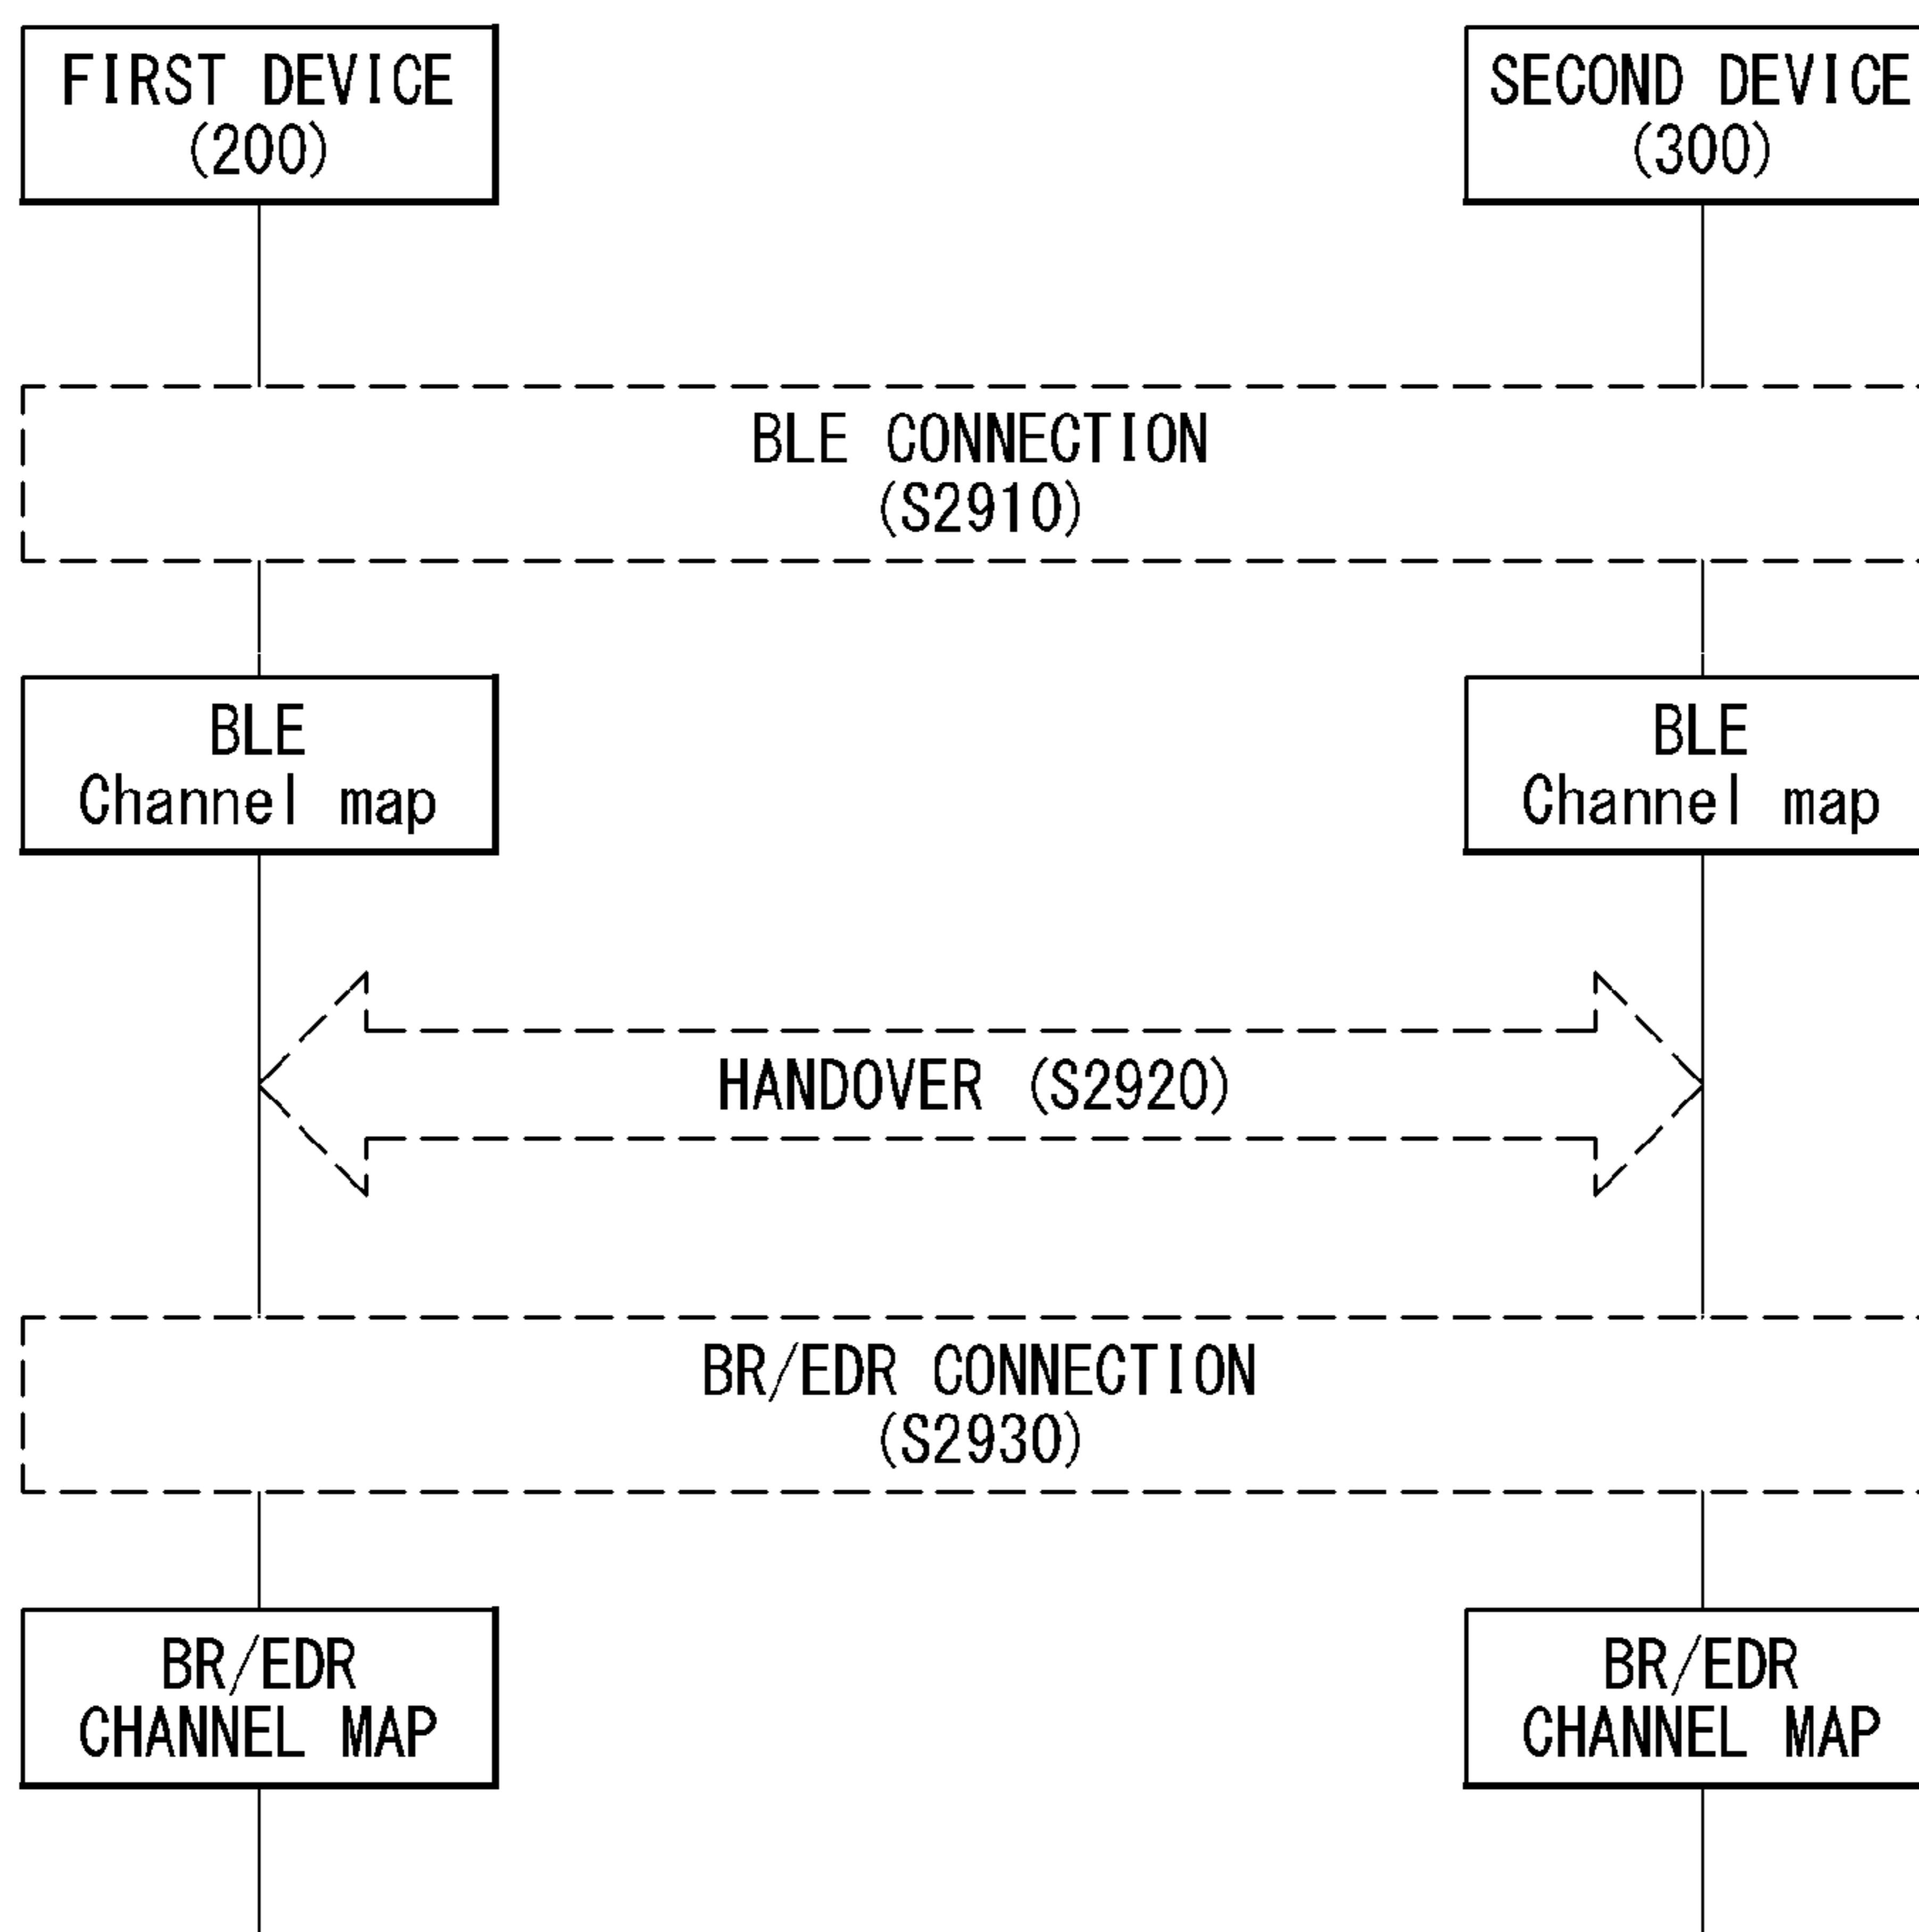 FIRST DEVICE
(200)
SECOND DEVICE
(300)
BLE CONNECTION
(S2910)
BLE
Channel map
BLE
Channel map
HANDOVER (S2920)
BR/EDR CONNECTION
(S2930)
BR/EDR
CHANNEL MAP
BR/EDR
CHANNEL MAP